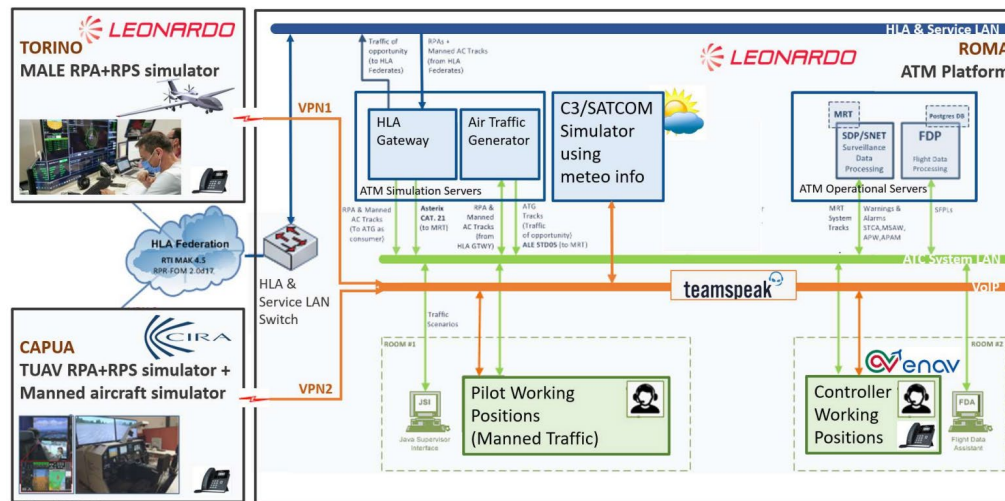 LEONARDO
TORINO
MALE RPA+RPS simulator
VPN1
HLA Federation
RTI MAK 4.5
RPR-FOM 2.0d17
HLA &
Service LAN
Switch
CIRA
CAPUA
TUAV RPA+RPS simulator +
Manned aircraft simulator
VPN2
HLA & Service LAN
LEONARDO
ROMA
ATM Platform
Traffic of
opportunity
(to HLA
Federates)
RPAs +
Manned AC Tracks
(from HLA
Federates)
HLA
Gateway
Air Traffic
Generator
ATM Simulation Servers
C3/SATCOM
Simulator
using
meteo info
MRT
SDP/SNET
Surveillance
Data
Processing
Postgres DB
FDP
Flight Data
Processing
ATM Operational Servers
RPA & Manned
AC Tracks
(To ATG as
consumer)
Asterix
CAT. 21
(to MRT)
RPA &
Manned
AC Tracks
(from
HLA GTWY)
ATG
Tracks
(Traffic
of opportunity)
ALE STD05 (to MRT)
MRT
System
Tracks
Warnings &
Alarms
STCA,MSAW,
APW,APAM
SFPLs
ATC System LAN
teamspeak
VoIP
Traffic
Scenarios
ROOM #1
JSI
Java Supervisor
Interface
Pilot Working
Positions
(Manned Traffic)
enav
ROOM #2
Controller
Working
Positions
FDA
Flight Data
Assistant